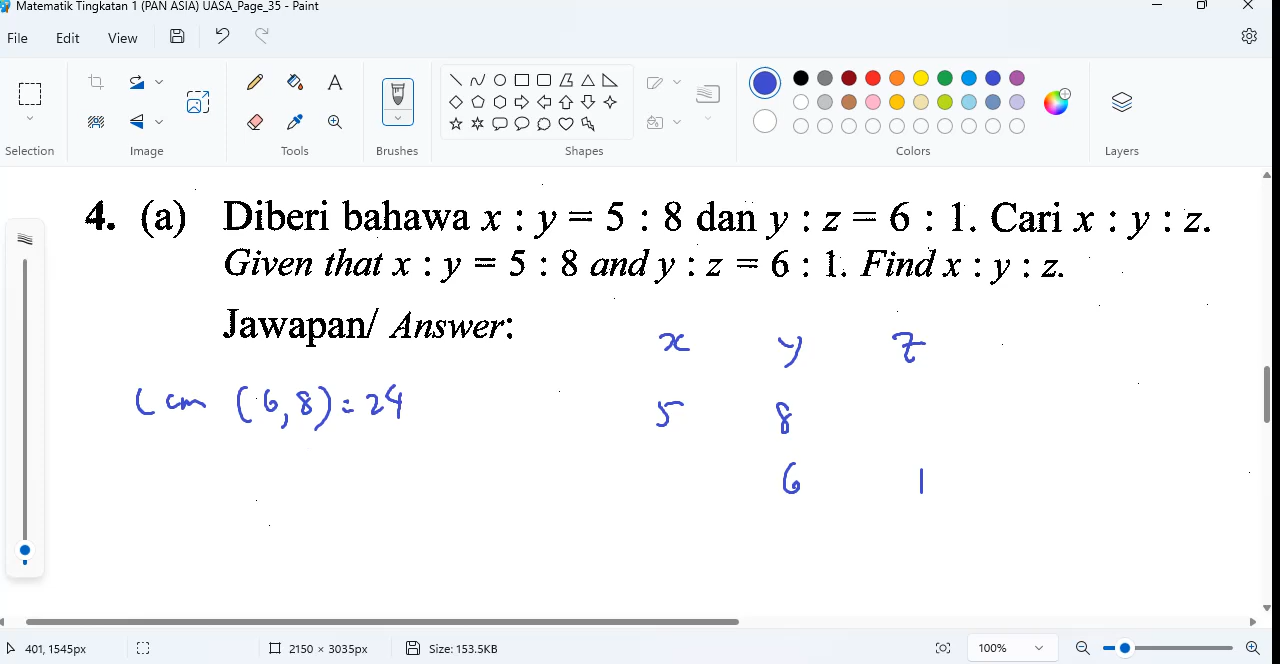 Matematik Tingkatan 1 (PAN ASIA) UASA_Page_35 - Paint
File Edit View
Selection Image Tools Brushes Shapes Colors Layers
4. (a) Diberi bahawa x : y = 5 : 8 dan y : z = 6 : 1. Cari x : y : z.
Given that x : y = 5 : 8 and y : z = 6 : 1. Find x : y : z.
Jawapan/ Answer:
x y z
Lcm (6,8) = 24
5 8
6 1
401, 1545px 2150 × 3035px Size: 153.5KB 100%